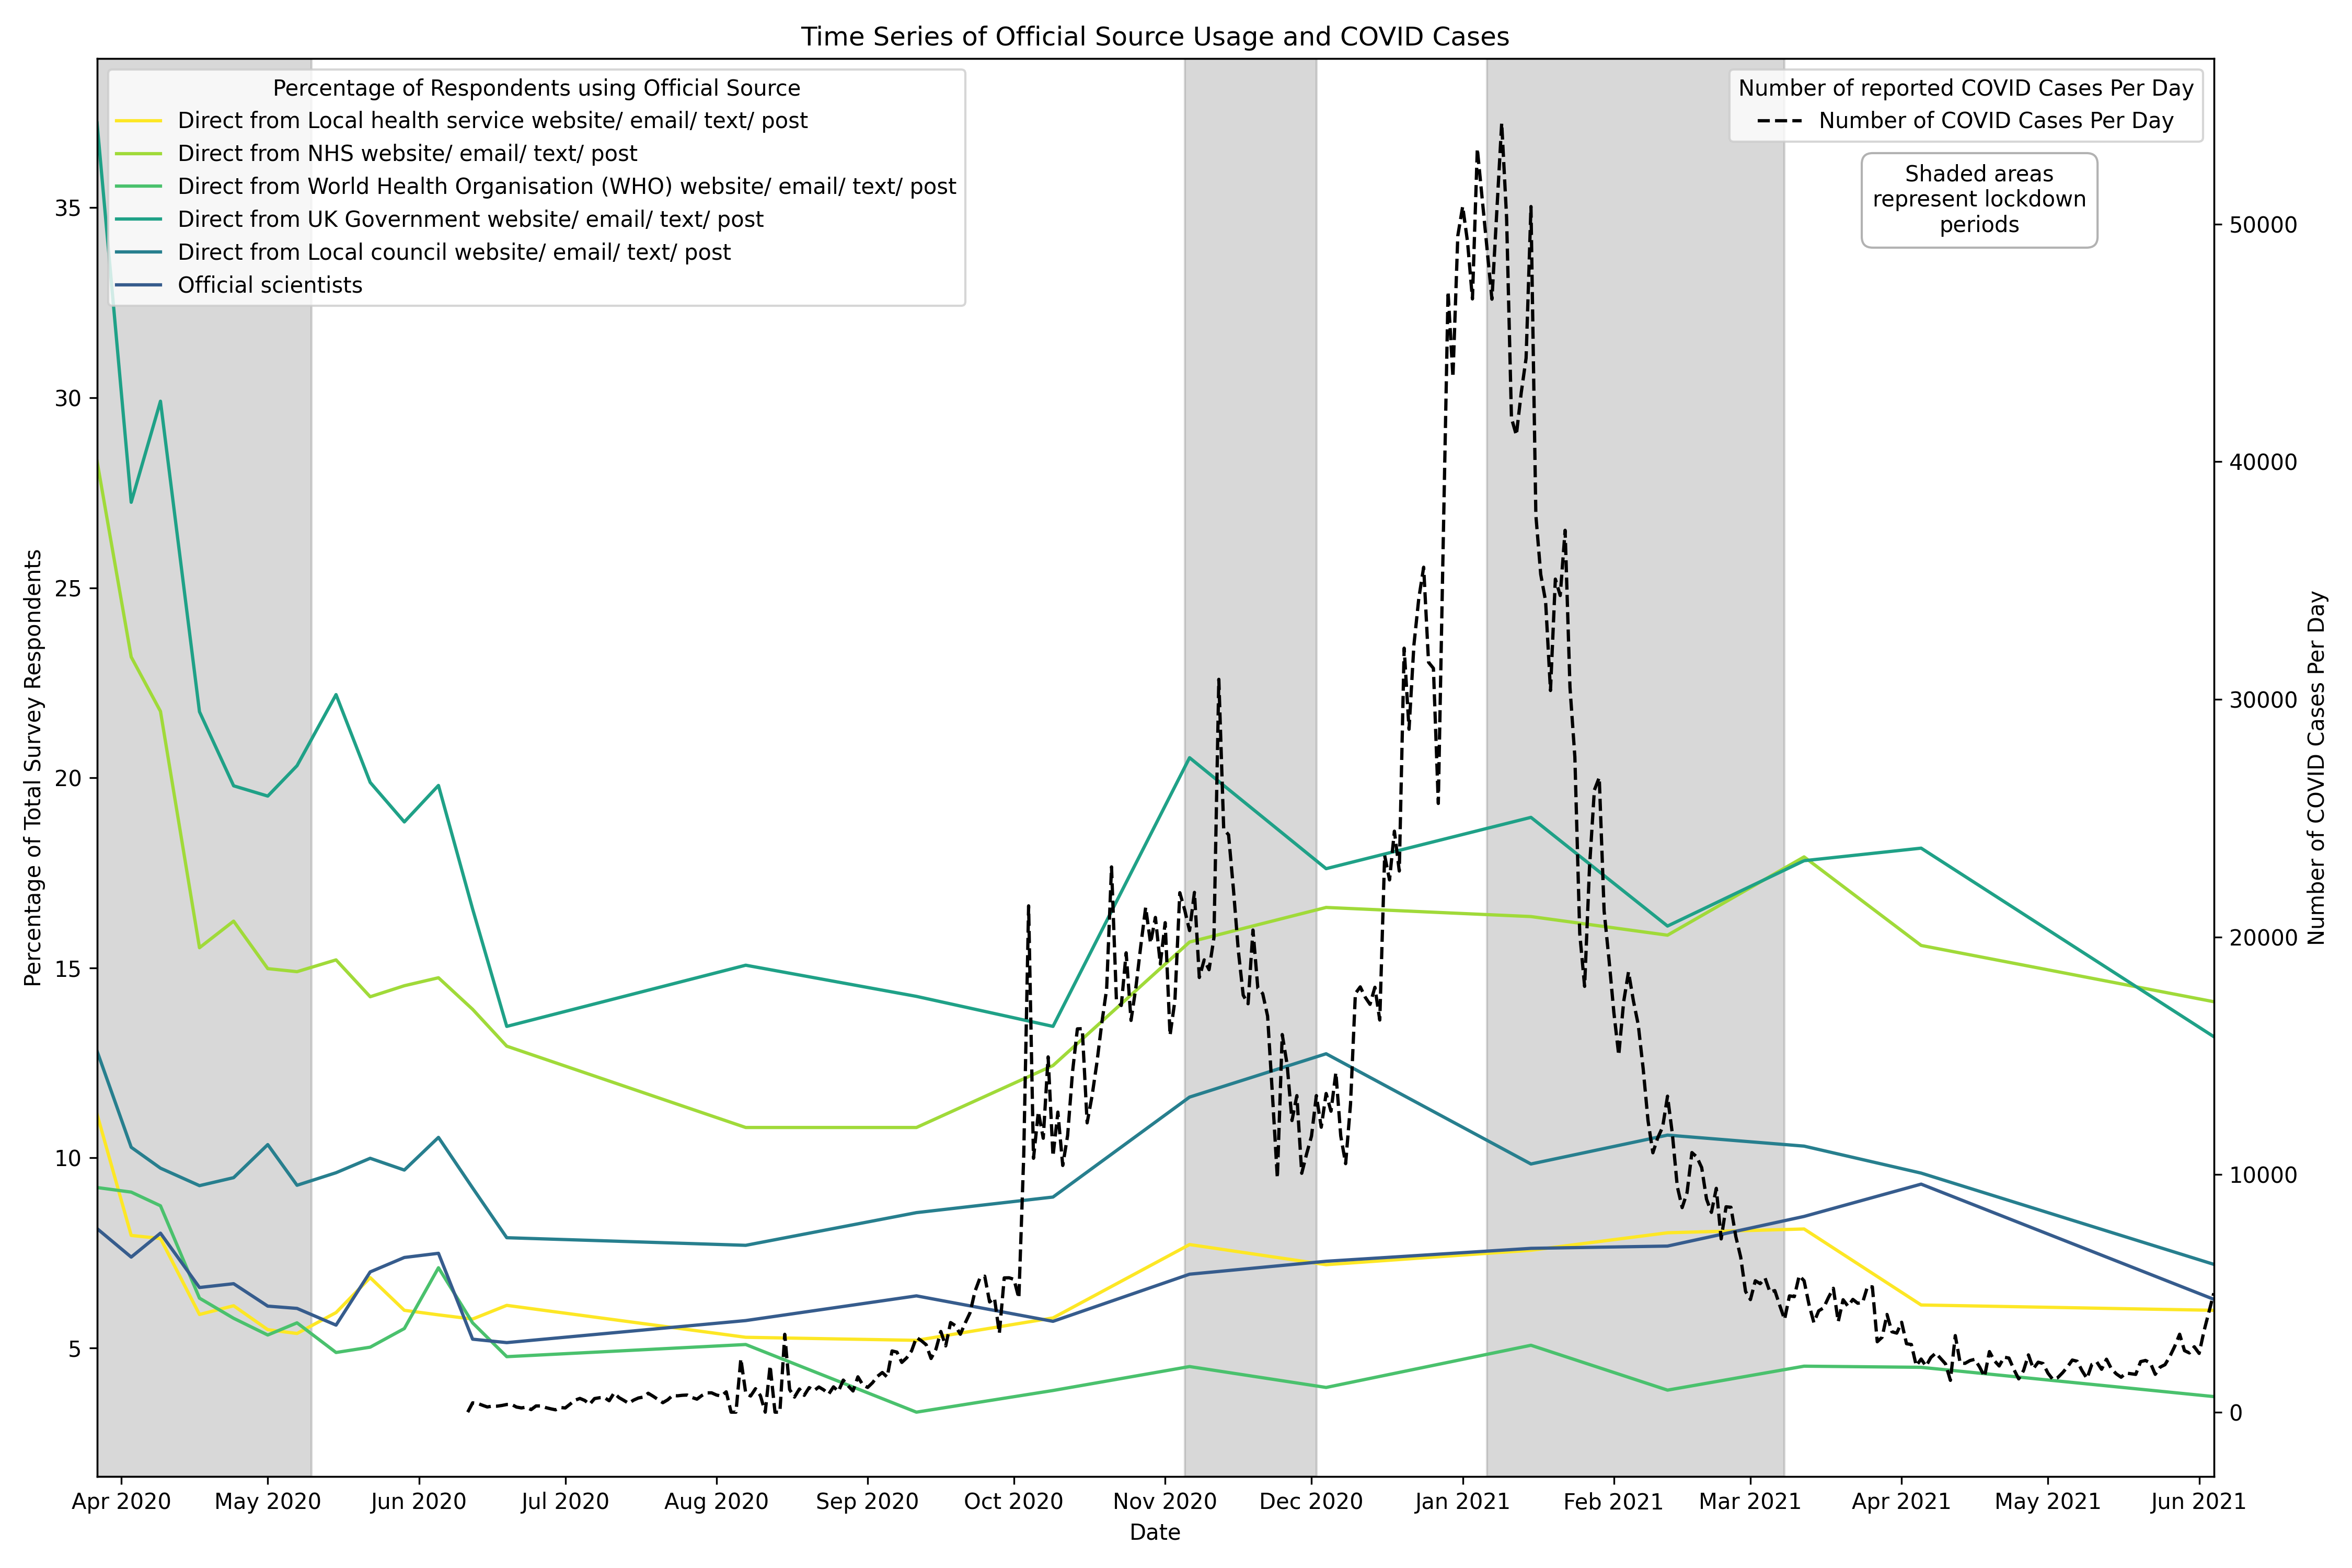 Time Series of Official Source Usage and COVID Cases
Percentage of Respondents using Official Source
Direct from Local health service website/ email/ text/ post
Direct from NHS website/ email/ text/ post
Direct from World Health Organisation (WHO) website/ email/ text/ post
Direct from UK Government website/ email/ text/ post
Direct from Local council website/ email/ text/ post
Official scientists
Number of reported COVID Cases Per Day
Number of COVID Cases Per Day
Shaded areas
represent lockdown
periods
Percentage of Total Survey Respondents
35
30
25
20
15
10
5
Number of COVID Cases Per Day
50000
40000
30000
20000
10000
0
Apr 2020 May 2020 Jun 2020 Jul 2020 Aug 2020 Sep 2020 Oct 2020 Nov 2020 Dec 2020 Jan 2021 Feb 2021 Mar 2021 Apr 2021 May 2021 Jun 2021
Date